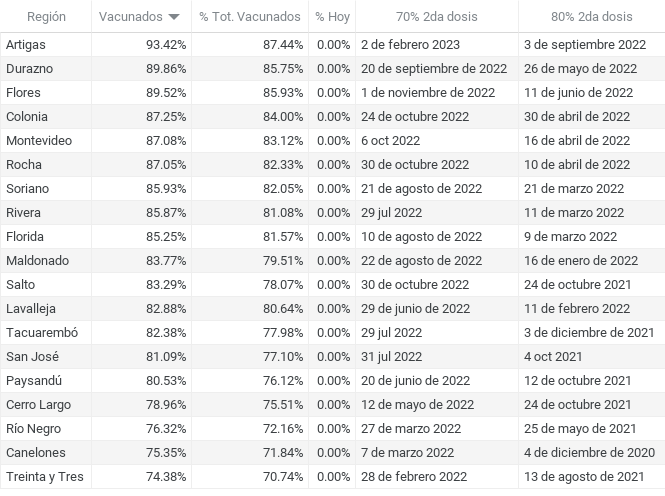 Región Vacunados % Tot. Vacunados % Hoy 70% 2da dosis 80% 2da dosis
Artigas 93.42% 87.44% 0.00% 2 de febrero 2023 3 de septiembre 2022
Durazno 89.86% 85.75% 0.00% 20 de septiembre de 2022 26 de mayo de 2022
Flores 89.52% 85.93% 0.00% 1 de noviembre de 2022 11 de junio de 2022
Colonia 87.25% 84.00% 0.00% 24 de octubre 2022 30 de abril de 2022
Montevideo 87.08% 83.12% 0.00% 6 oct 2022 16 de abril de 2022
Rocha 87.05% 82.33% 0.00% 30 de octubre 2022 10 de abril de 2022
Soriano 85.93% 82.05% 0.00% 21 de agosto de 2022 21 de marzo 2022
Rivera 85.87% 81.08% 0.00% 29 jul 2022 11 de marzo de 2022
Florida 85.25% 81.57% 0.00% 10 de agosto de 2022 9 de marzo 2022
Maldonado 83.77% 79.51% 0.00% 22 de agosto de 2022 16 de enero de 2022
Salto 83.29% 78.07% 0.00% 30 de octubre 2022 24 de octubre 2021
Lavalleja 82.88% 80.64% 0.00% 29 de junio de 2022 11 de febrero 2022
Tacuarembó 82.38% 77.98% 0.00% 29 jul 2022 3 de diciembre de 2021
San José 81.09% 77.10% 0.00% 31 jul 2022 4 oct 2021
Paysandú 80.53% 76.12% 0.00% 20 de junio de 2022 12 de octubre 2021
Cerro Largo 78.96% 75.51% 0.00% 12 de mayo de 2022 24 de octubre 2021
Río Negro 76.32% 72.16% 0.00% 27 de marzo 2022 25 de mayo de 2021
Canelones 75.35% 71.84% 0.00% 7 de marzo 2022 4 de diciembre de 2020
Treinta y Tres 74.38% 70.74% 0.00% 28 de febrero 2022 13 de agosto de 2021